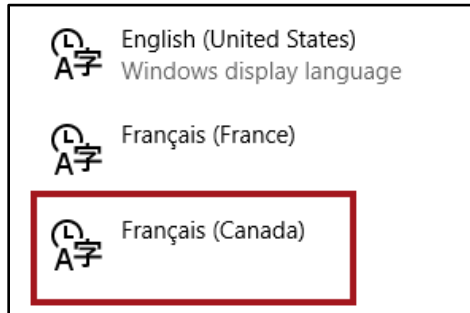 English (United States)
Windows display language
Français (France)
Français (Canada)